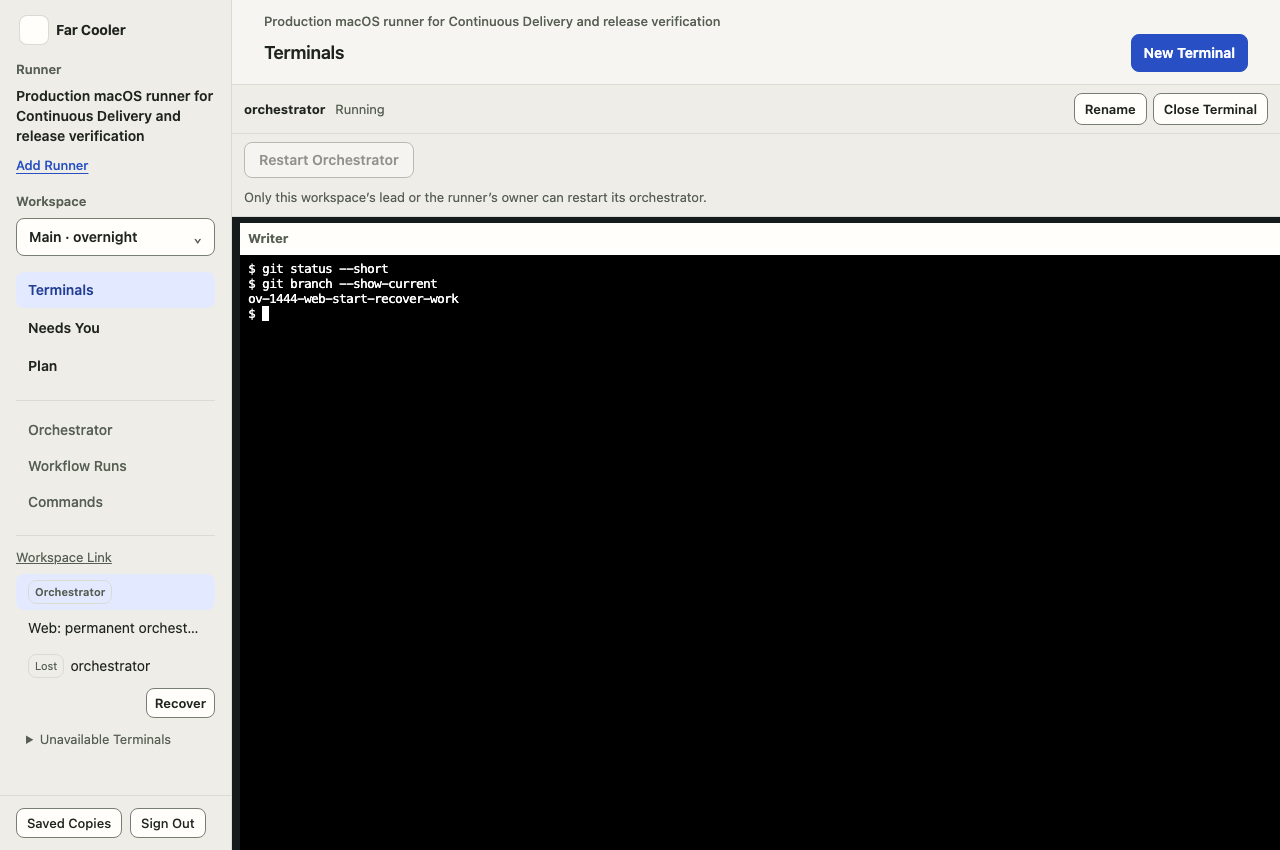 Far Cooler
Runner
Production macOS runner for
Continuous Delivery and
release verification
Add Runner
Workspace
Main · overnight
Terminals
Needs You
Plan
Orchestrator
Workflow Runs
Commands
Workspace Link
Orchestrator
Web: permanent orchest...
Lost orchestrator
Recover
Unavailable Terminals
Saved Copies Sign Out
Production macOS runner for Continuous Delivery and release verification
Terminals
New Terminal
orchestrator Running
Rename Close Terminal
Restart Orchestrator
Only this workspace’s lead or the runner’s owner can restart its orchestrator.
Writer
$ git status --short
$ git branch --show-current
ov-1444-web-start-recover-work
$